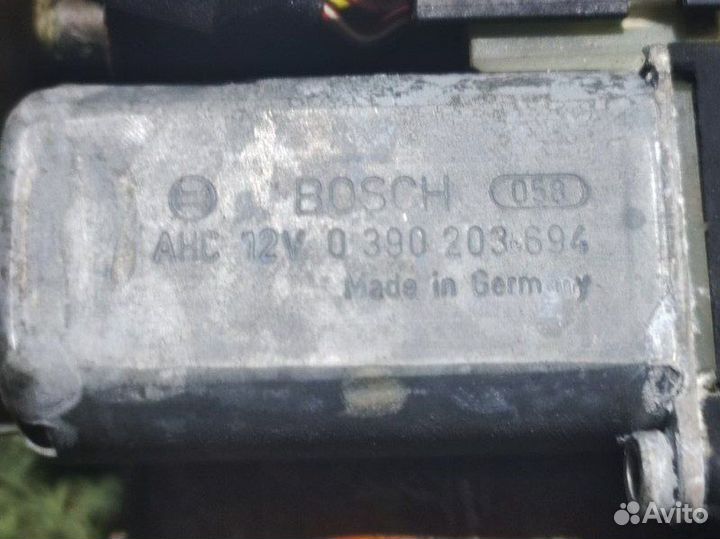 BOSCH 058
AHC 12V 0 390 203 694
Made in Germany
Avito